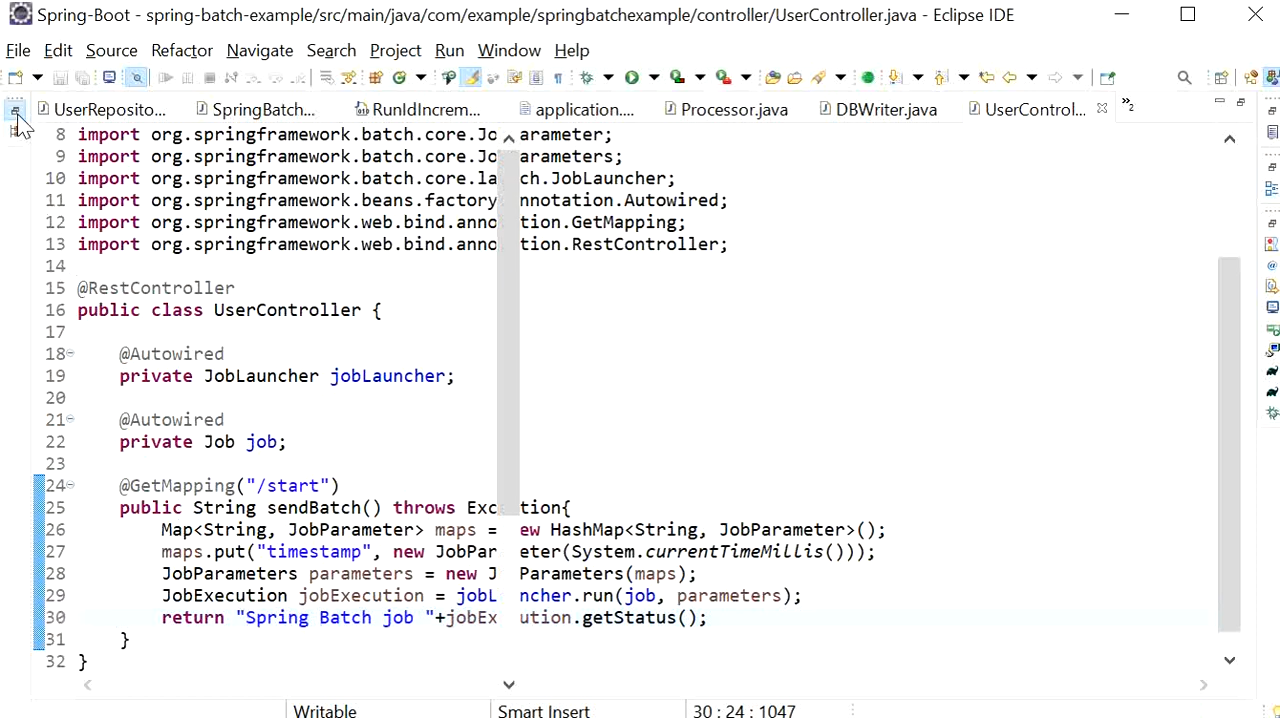 Spring-Boot - spring-batch-example/src/main/java/com/example/springbatchexample/controller/UserController.java - Eclipse IDE
File Edit Source Refactor Navigate Search Project Run Window Help
UserReposito... SpringBatch... RunIdIncrem... application.... Processor.java DBWriter.java UserControl... »2
8 import org.springframework.batch.core.Jo arameter;
9 import org.springframework.batch.core.Jo arameters;
10 import org.springframework.batch.core.la ch.JobLauncher;
11 import org.springframework.beans.factory nnotation.Autowired;
12 import org.springframework.web.bind.anno tion.GetMapping;
13 import org.springframework.web.bind.anno tion.RestController;
14
15 @RestController
16 public class UserController {
17
18 @Autowired
19 private JobLauncher jobLauncher;
20
21 @Autowired
22 private Job job;
23
24 @GetMapping("/start")
25 public String sendBatch() throws Exc tion{
26 Map<String, JobParameter> maps = ew HashMap<String, JobParameter>();
27 maps.put("timestamp", new JobPar eter(System.currentTimeMillis()));
28 JobParameters parameters = new J Parameters(maps);
29 JobExecution jobExecution = jobL ncher.run(job, parameters);
30 return "Spring Batch job "+jobEx ution.getStatus();
31 }
32 }
Writable Smart Insert 30 : 24 : 1047